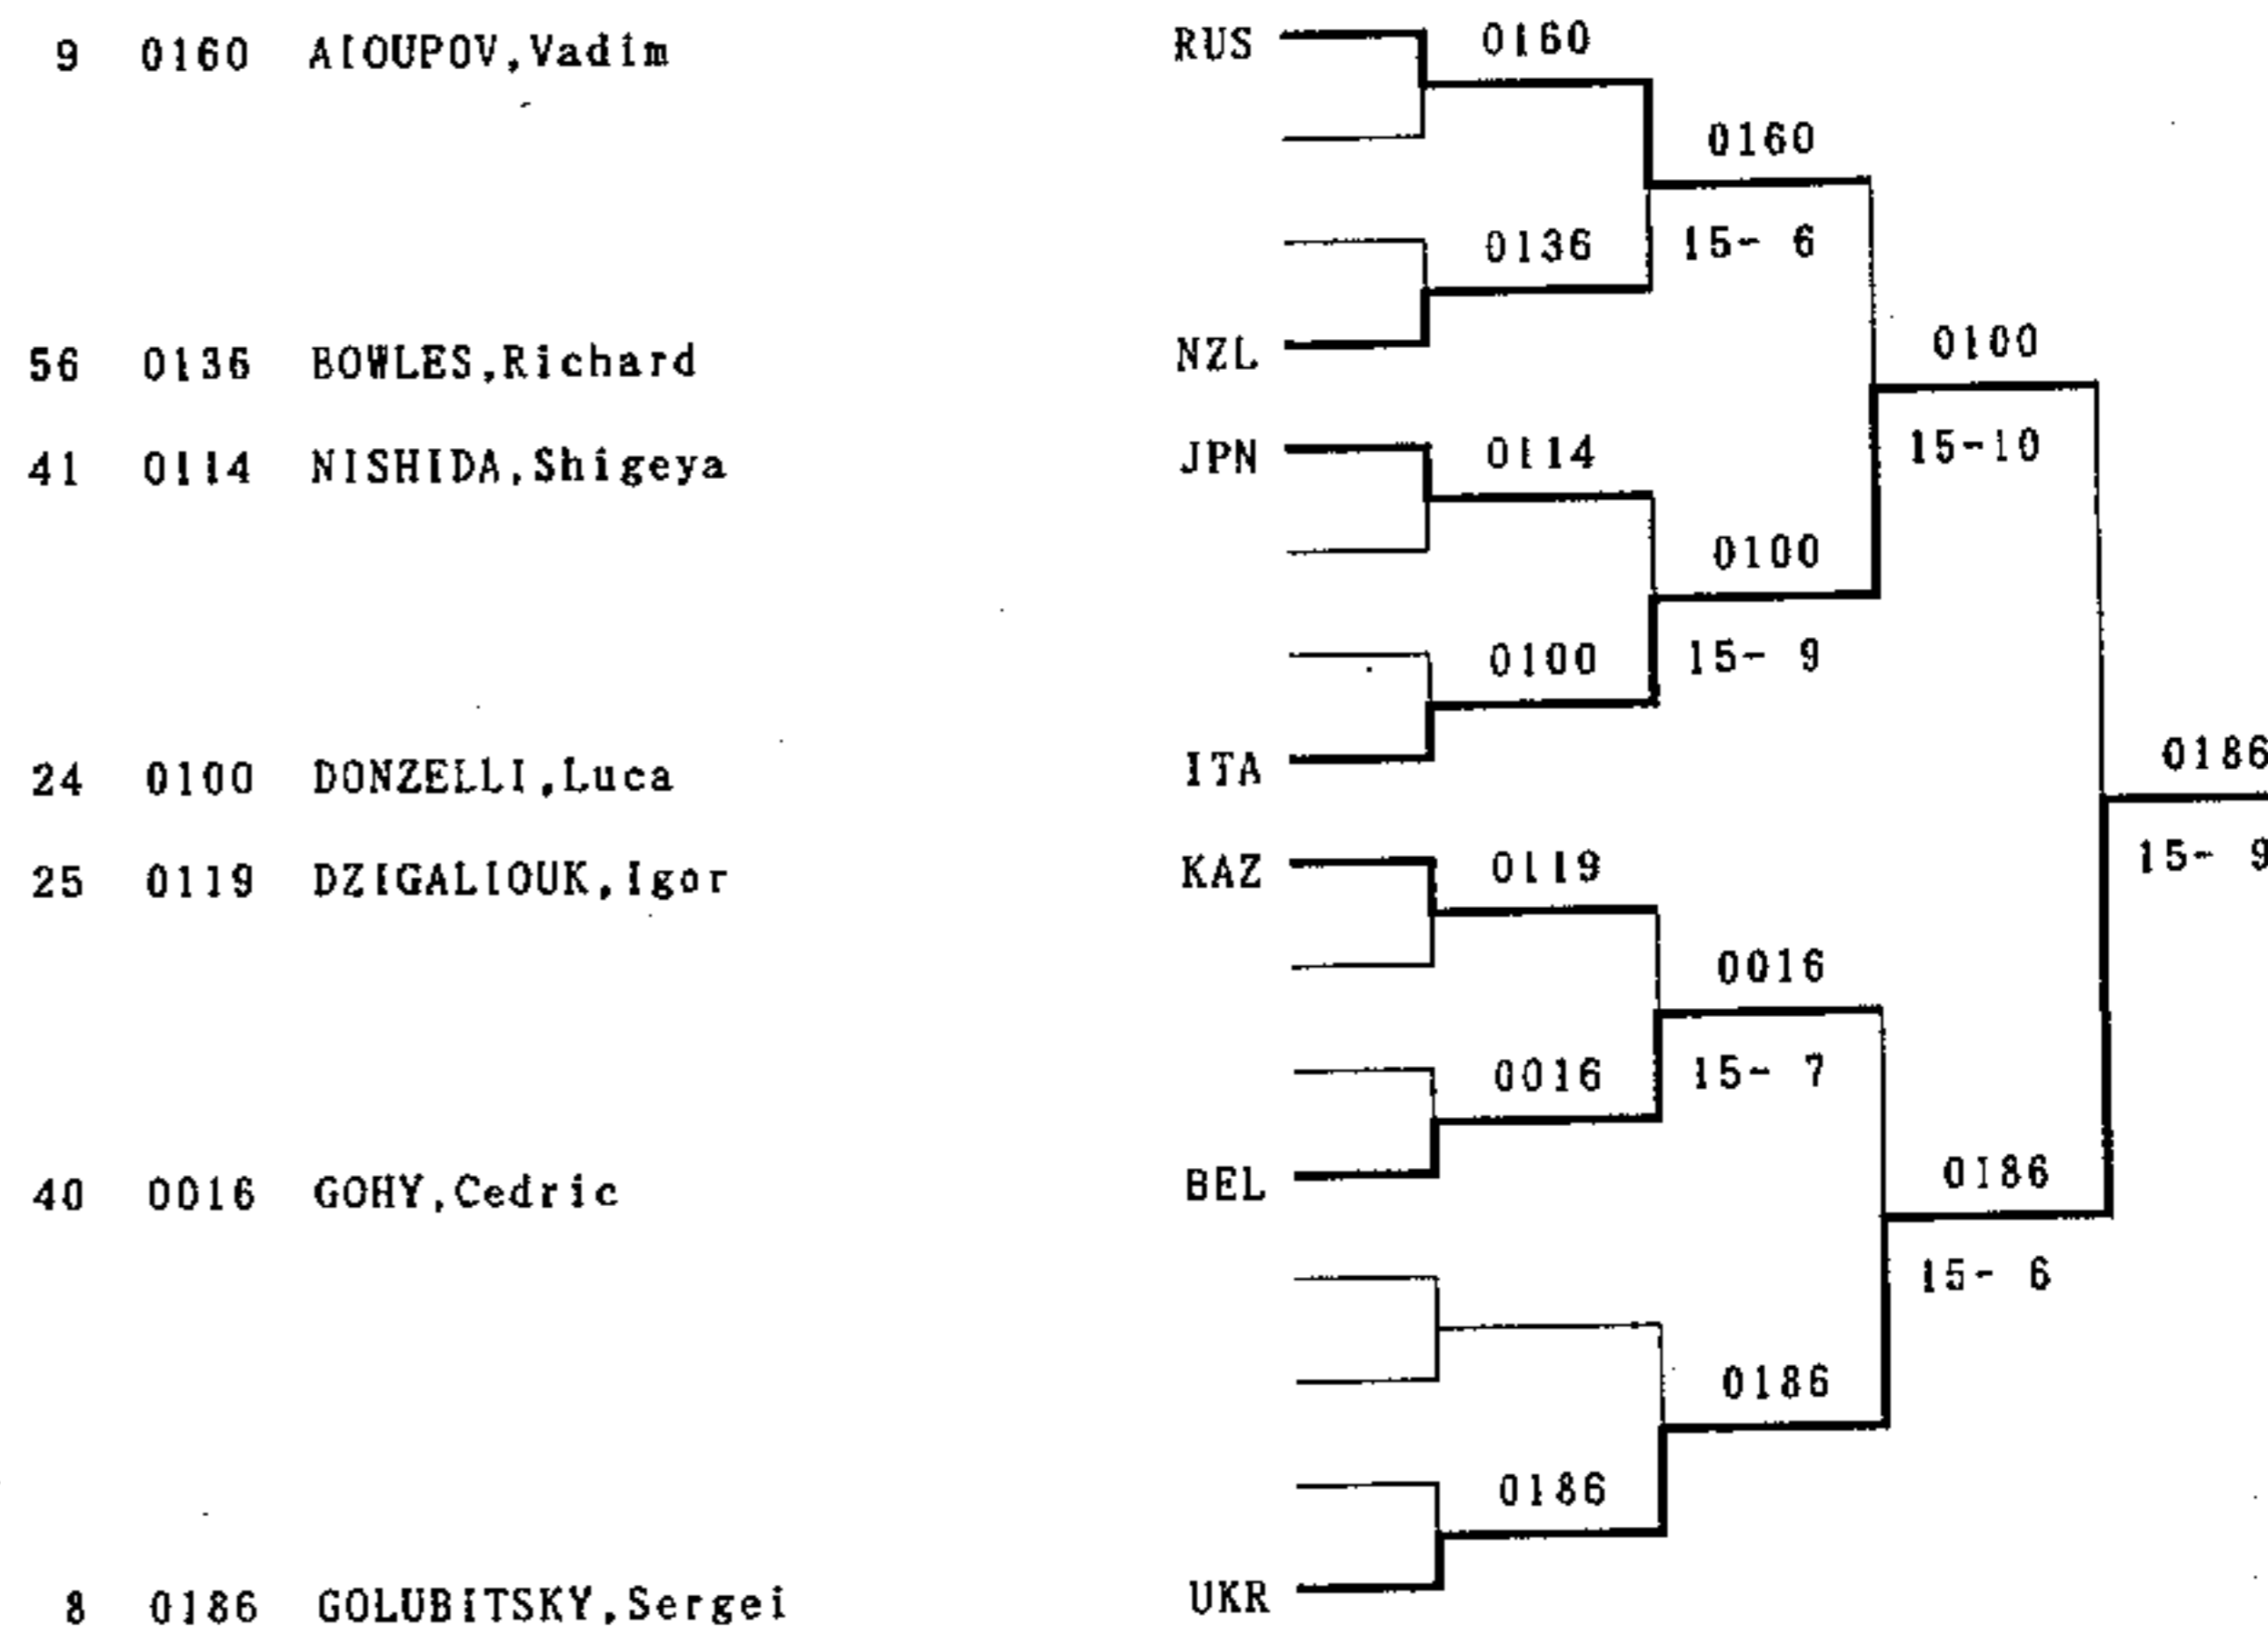 9 0160 AIOUPOV,Vadim RUS 0160
0160
0136 15- 6
56 0136 BOWLES,Richard NZL 0100
41 0114 NISHIDA,Shigeya JPN 0114 15-10
0100
0100 15- 9
24 0100 DONZELLI,Luca ITA 0186
25 0119 DZIGALIOUK,Igor KAZ 0119 15- 9
0016
0016 15- 7
40 0016 GOHY,Cedric BEL 0186
15- 6
0186
0186
8 0186 GOLUBITSKY,Sergei UKR